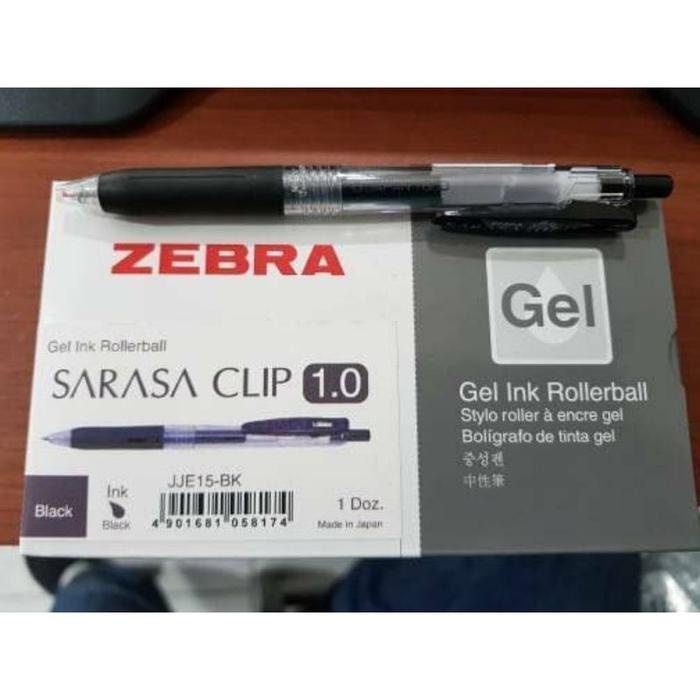 ZEBRA
Gel Ink Rollerball
SARASA CLIP 1.0
JJE15-BK
Black
Ink
Black
4 901681 058174
1 Doz.
Made in Japan
Gel
Gel Ink Rollerball
Stylo roller à encre gel
Bolígrafo de tinta gel
중성펜
中性筆